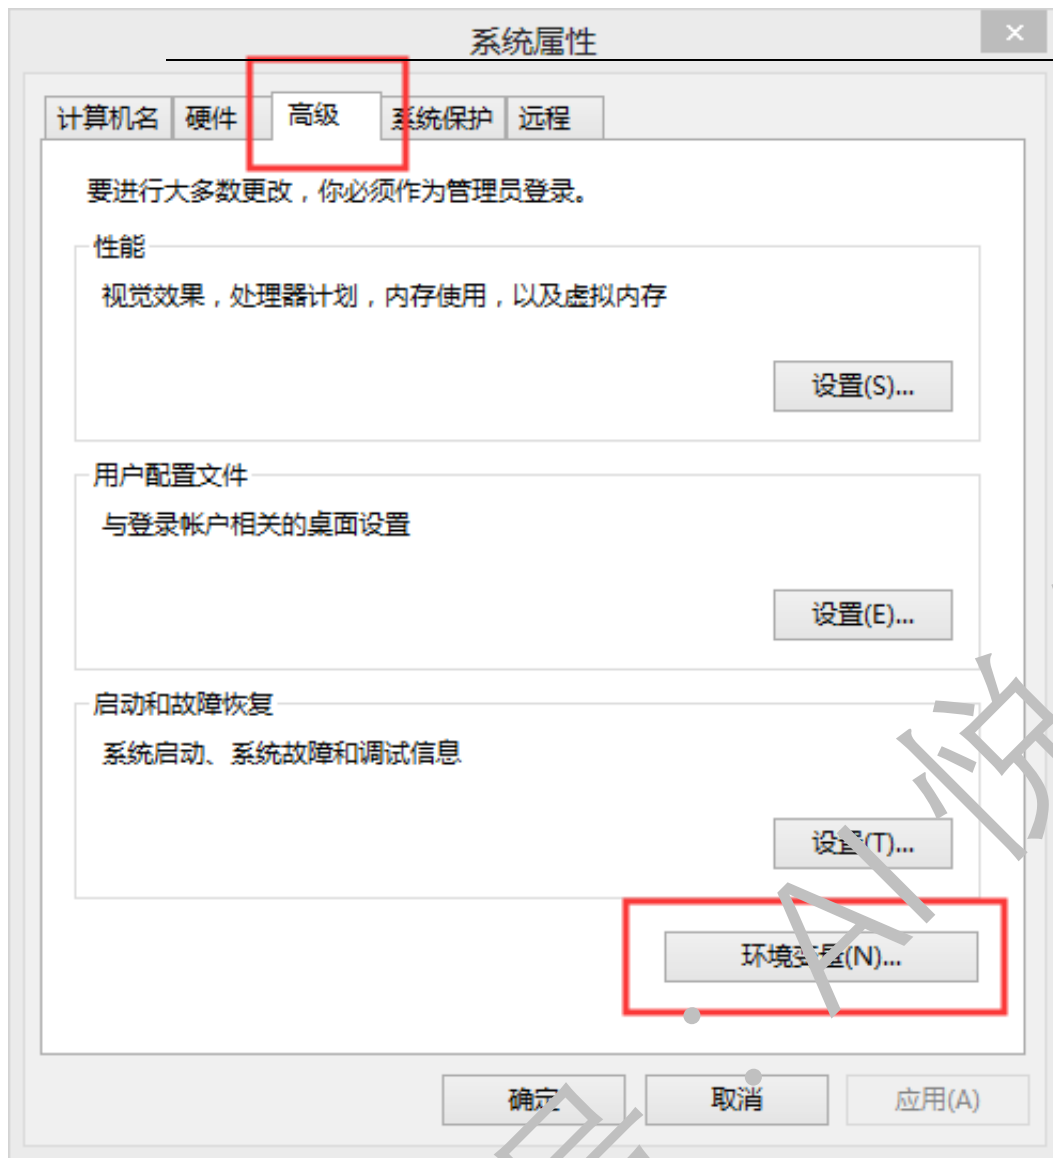 系统属性
计算机名 硬件 高级 系统保护 远程
要进行大多数更改，你必须作为管理员登录。
性能
视觉效果，处理器计划，内存使用，以及虚拟内存
设置(S)...
用户配置文件
与登录帐户相关的桌面设置
设置(E)...
启动和故障恢复
系统启动、系统故障和调试信息
设置(T)...
环境变量(N)...
确定 取消 应用(A)
AI 悦